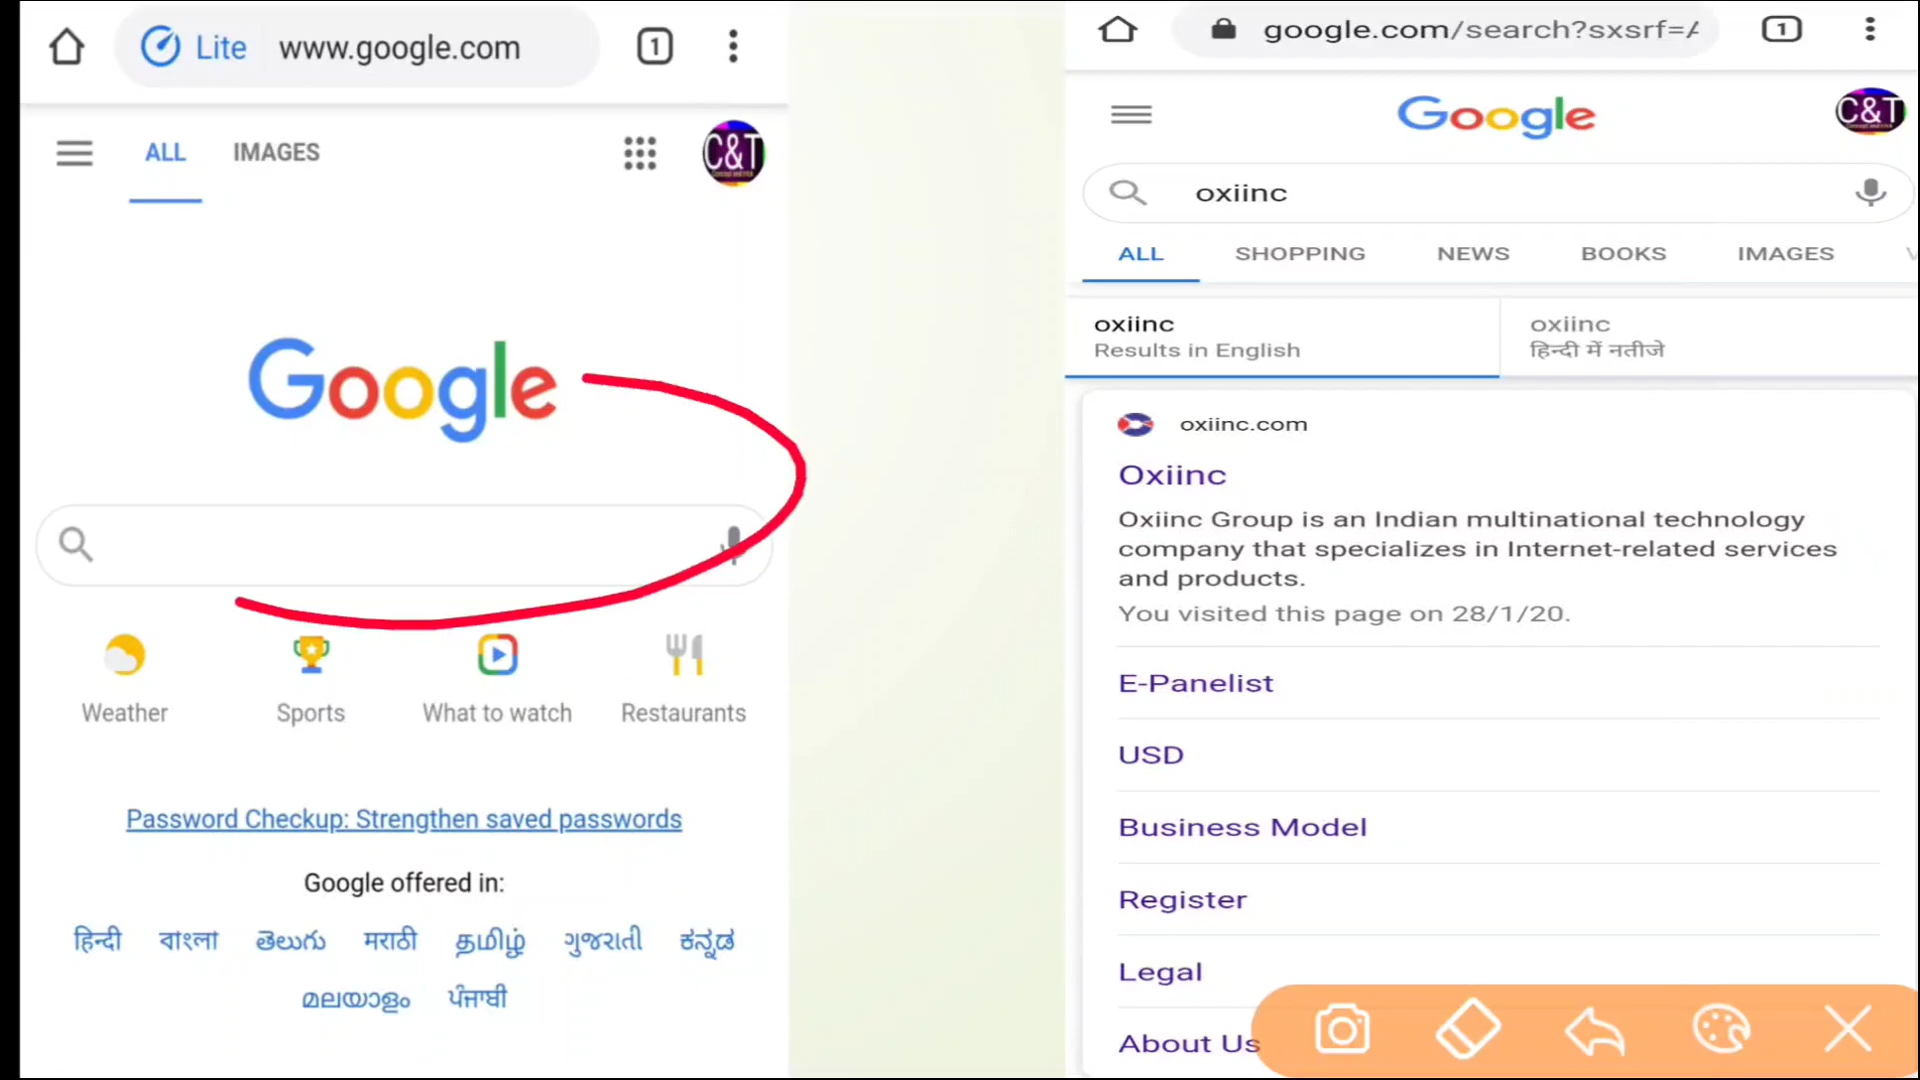 Lite www.google.com 1
ALL IMAGES
C&T
Google
Weather Sports What to watch Restaurants
Password Checkup: Strengthen saved passwords
Google offered in:
हिन्दी বাংলা తెలుగు मराठी தமிழ் ગુજરાતી ಕನ್ನಡ
മലയാളം ਪੰਜਾਬੀ
google.com/search?sxsrf=A 1
Google
C&T
oxiinc
ALL SHOPPING NEWS BOOKS IMAGES V
oxiinc
Results in English
oxiinc
हिन्दी में नतीजे
oxiinc.com
Oxiinc
Oxiinc Group is an Indian multinational technology
company that specializes in Internet-related services
and products.
You visited this page on 28/1/20.
E-Panelist
USD
Business Model
Register
Legal
About Us